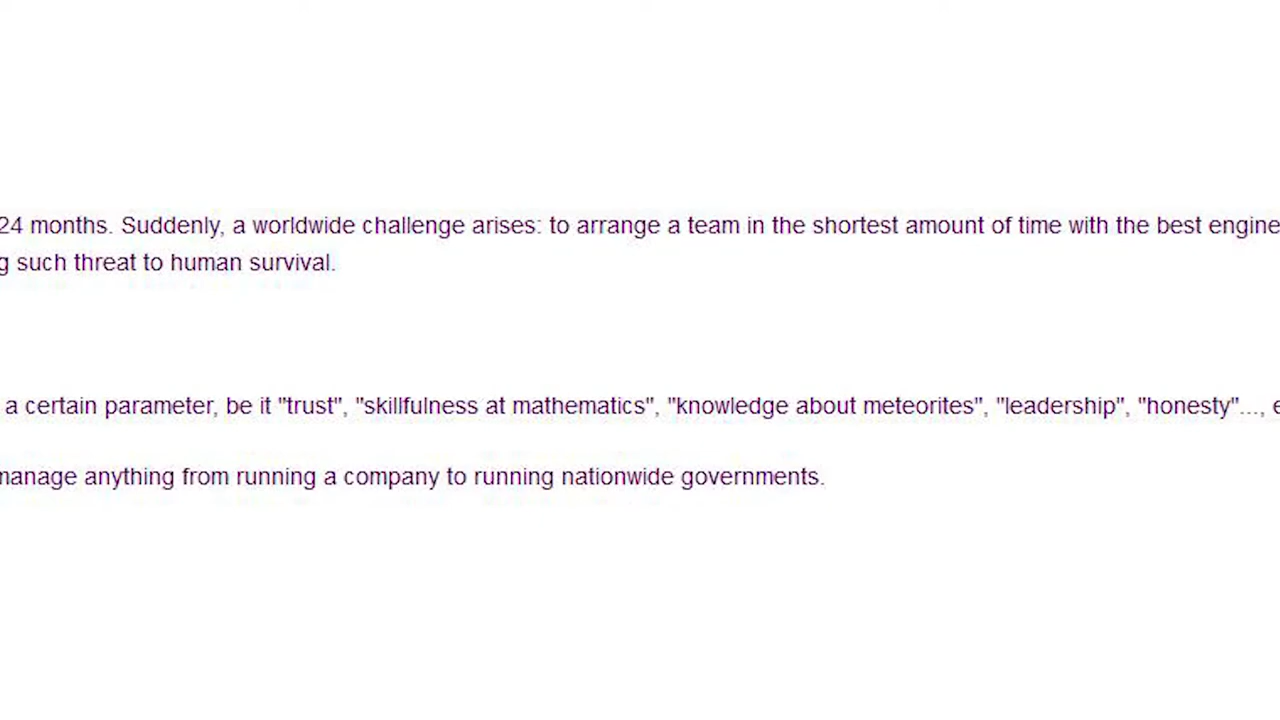 24 months. Suddenly, a worldwide challenge arises: to arrange a team in the shortest amount of time with the best engine
g such threat to human survival.
a certain parameter, be it "trust", "skillfulness at mathematics", "knowledge about meteorites", "leadership", "honesty"..., e
manage anything from running a company to running nationwide governments.